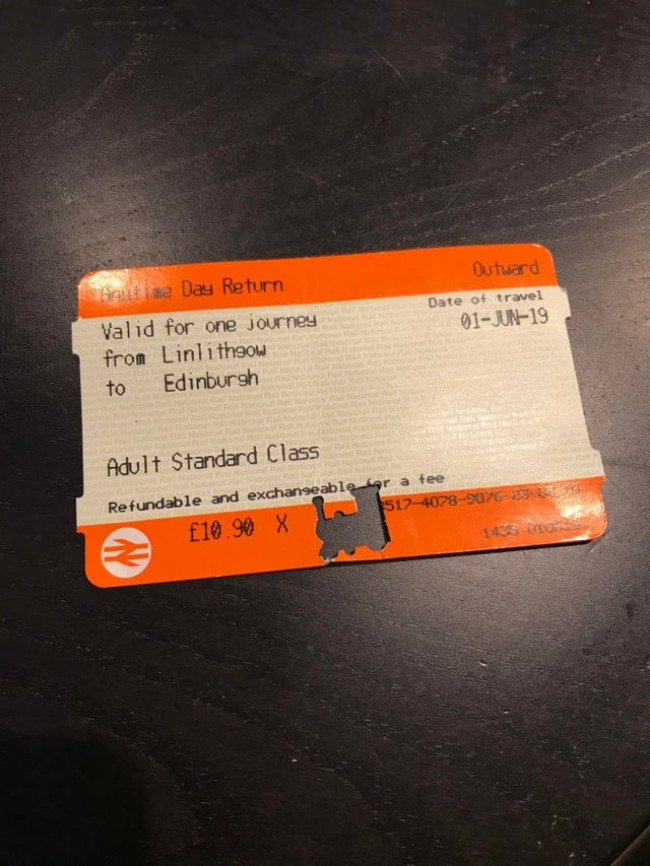 Anytime Day Return
Outward
Date of travel
01-JUN-19
Valid for one journey
from Linlithgow
to Edinburgh
Adult Standard Class
Refundable and exchangeable for a fee
£10.90 X